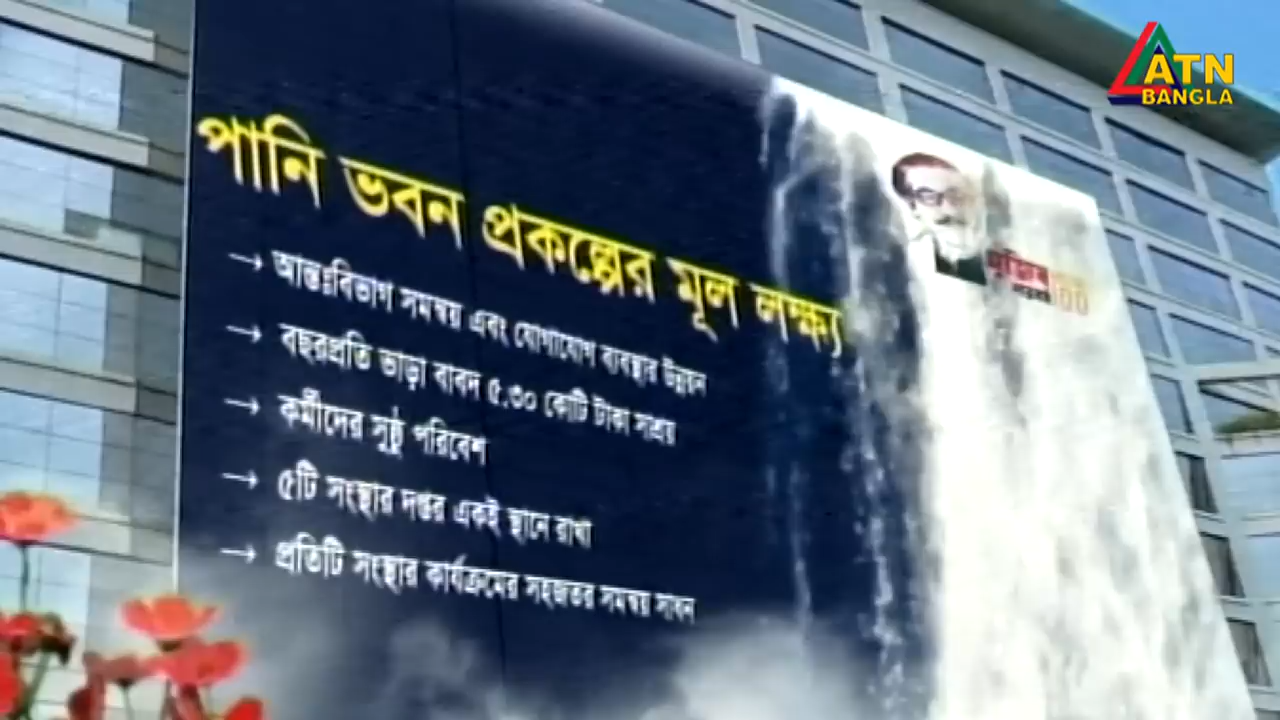 ATN
BANGLA
পানি ভবন প্রকল্পের মূল লক্ষ্য
→ আন্তঃবিভাগ সমন্বয় এবং যোগাযোগ ব্যবস্থার উন্নয়ন
→ বছরপ্রতি ভাড়া বাবদ ৫.৩০ কোটি টাকা সাশ্রয়
→ কর্মীদের সুষ্ঠু পরিবেশ
→ ৫টি সংস্থার দপ্তর একই স্থানে রাখা
→ প্রতিটি সংস্থার কার্যক্রমের সহজতর সমন্বয় সাধন
মুজিব
100